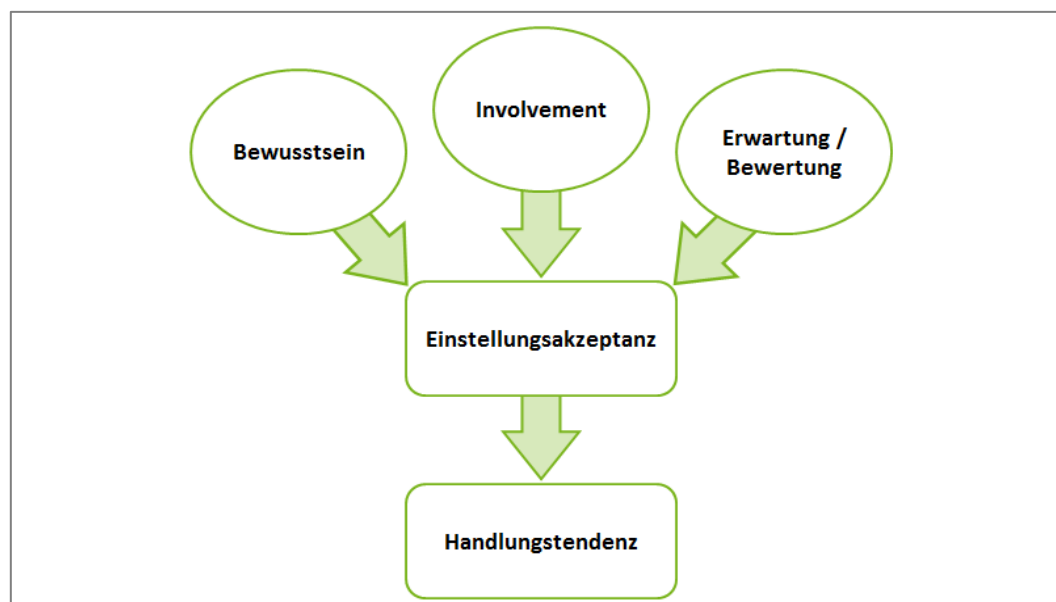 Bewusstsein
Involvement
Erwartung /
Bewertung
Einstellungsakzeptanz
Handlungstendenz